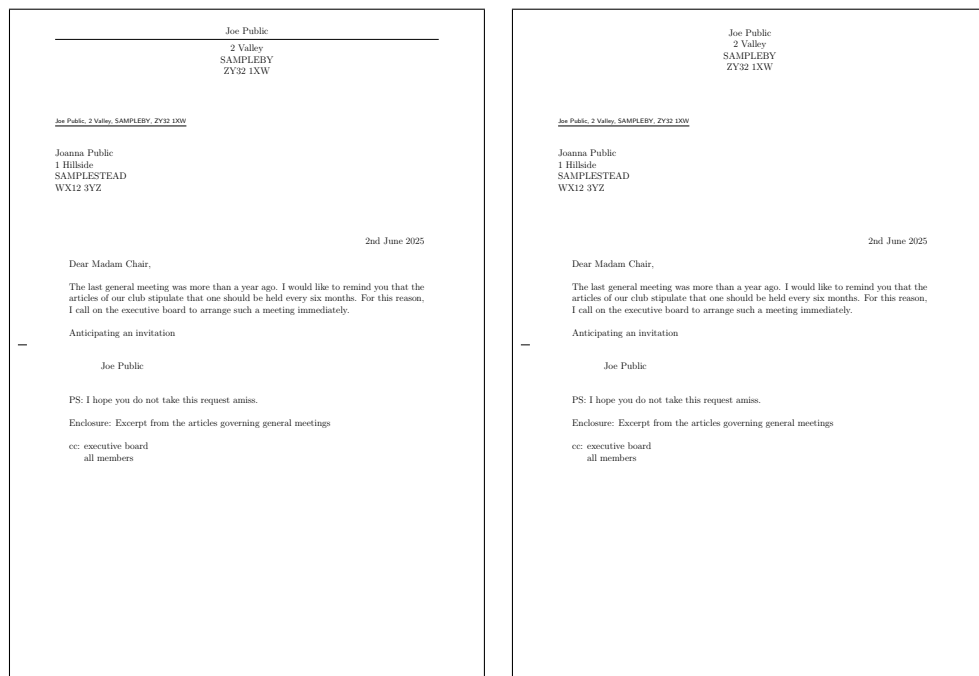 Joe Public
2 Valley
SAMPLEBY
ZY32 1XW
Joe Public, 2 Valley, SAMPLEBY, ZY32 1XW
Joanna Public
1 Hillside
SAMPLESTEAD
WX12 3YZ
2nd June 2025
Dear Madam Chair,
The last general meeting was more than a year ago. I would like to remind you that the
articles of our club stipulate that one should be held every six months. For this reason,
I call on the executive board to arrange such a meeting immediately.
Anticipating an invitation
Joe Public
PS: I hope you do not take this request amiss.
Enclosure: Excerpt from the articles governing general meetings
cc: executive board
all members
Joe Public
2 Valley
SAMPLEBY
ZY32 1XW
Joe Public, 2 Valley, SAMPLEBY, ZY32 1XW
Joanna Public
1 Hillside
SAMPLESTEAD
WX12 3YZ
2nd June 2025
Dear Madam Chair,
The last general meeting was more than a year ago. I would like to remind you that the
articles of our club stipulate that one should be held every six months. For this reason,
I call on the executive board to arrange such a meeting immediately.
Anticipating an invitation
Joe Public
PS: I hope you do not take this request amiss.
Enclosure: Excerpt from the articles governing general meetings
cc: executive board
all members